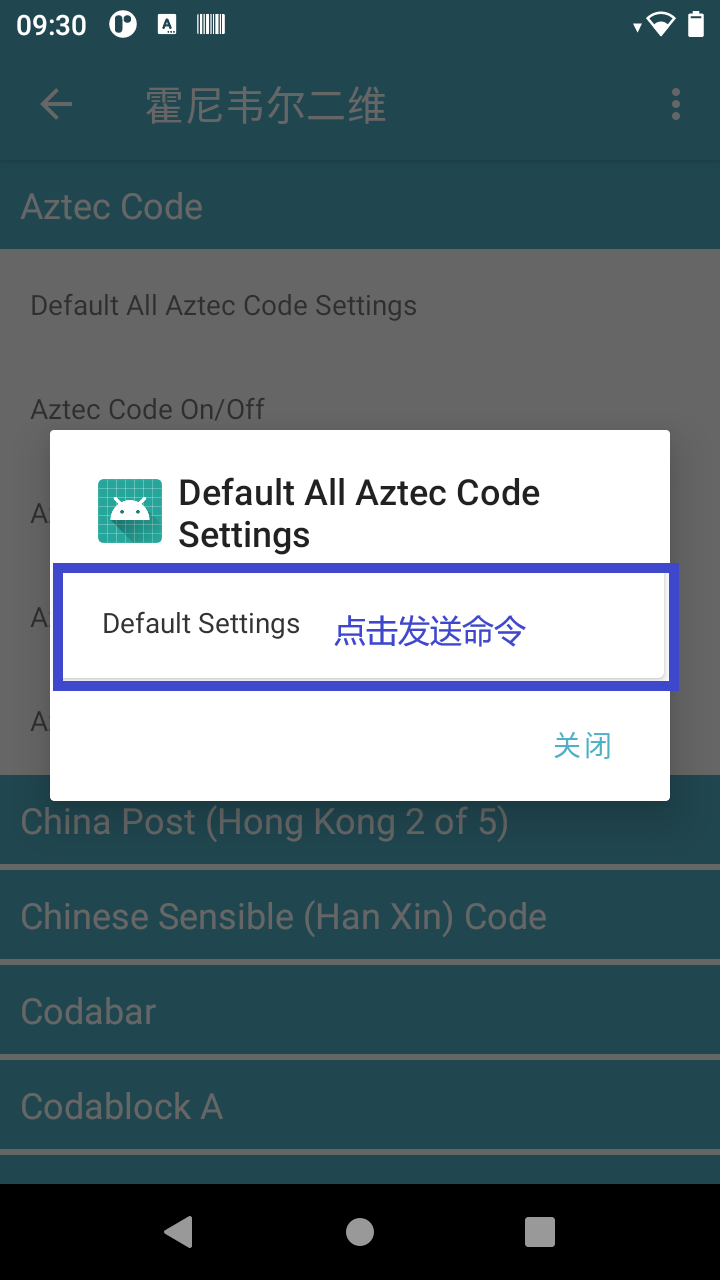 09:30
霍尼韦尔二维
Aztec Code
Default All Aztec Code Settings
Aztec Code On/Off
A
Default All Aztec Code
Settings
A
Default Settings 点击发送命令
A
关闭
China Post (Hong Kong 2 of 5)
Chinese Sensible (Han Xin) Code
Codabar
Codablock A